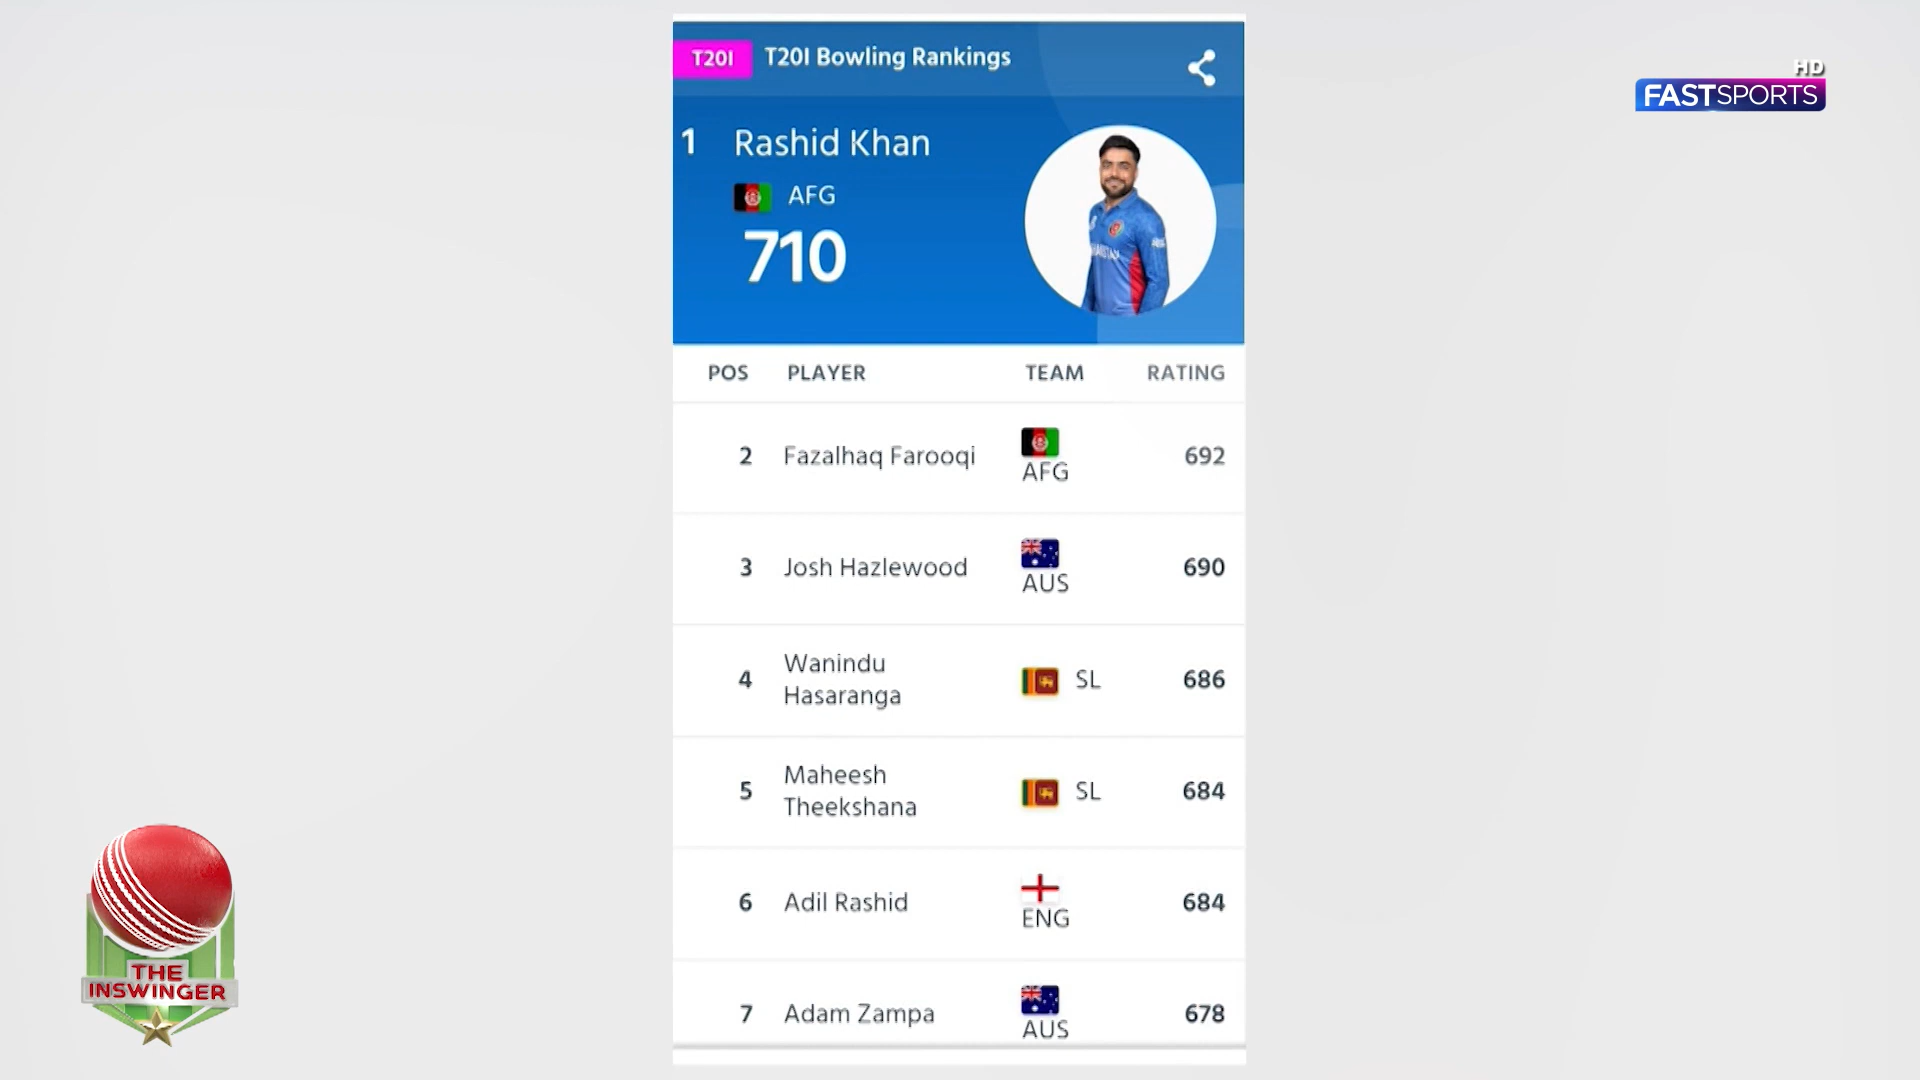 T20I T20I Bowling Rankings
HD
FASTSPORTS
1 Rashid Khan
AFG
710
POS PLAYER TEAM RATING
2 Fazalhaq Farooqi AFG 692
3 Josh Hazlewood AUS 690
4 Wanindu
Hasaranga SL 686
5 Maheesh
Theekshana SL 684
6 Adil Rashid ENG 684
7 Adam Zampa AUS 678
THE
INSWINGER